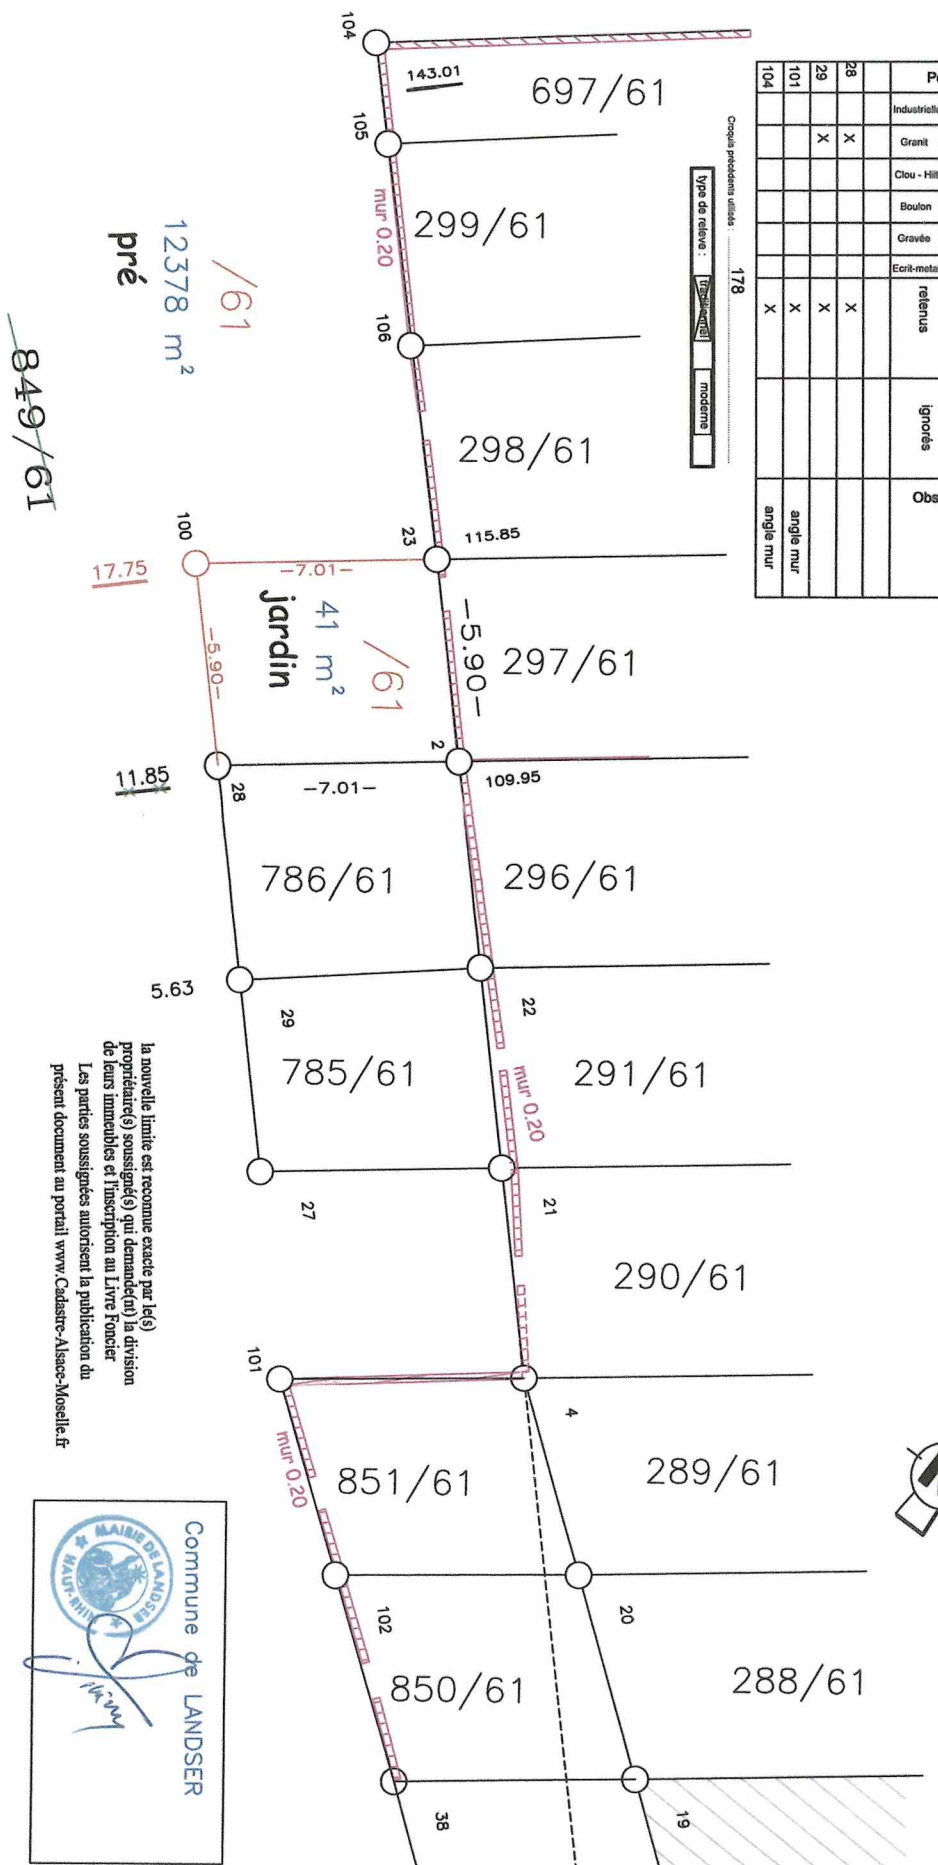 Industrielle
Granit
Clou - Hilt
Boulon
Gravée
Ecrit-metal
retenus
ignorés
Obs
28 X X
29 X X
101 X angle mur
104 X angle mur
Croquis précédents utilisés : 178
type de releve : traditionnel moderne
104
143.01
697/61
105
mur 0.20
299/61
106
298/61
/61
12378 m²
pré
849/61
23
115.85
100
17.75
-7.01-
-5.90-
/61
41 m²
jardin
-5.90-
297/61
2
109.95
28
11.85
-7.01-
786/61
296/61
5.63
29
22
785/61
291/61
mur 0.20
27
21
290/61
101
4
mur 0.20
851/61
289/61
102
20
850/61
288/61
38
19
la nouvelle limite est reconnue exacte par le(s)
propriétaire(s) soussigné(s) qui demande(nt) la division
de leurs immeubles et l'inscription au Livre Foncier
Les parties soussignées autorisent la publication du
présent document au portail www.Cadastre-Alsace-Moselle.fr
Commune de LANDSER
MAIRIE DE LANDSER
HAUT-RHIN